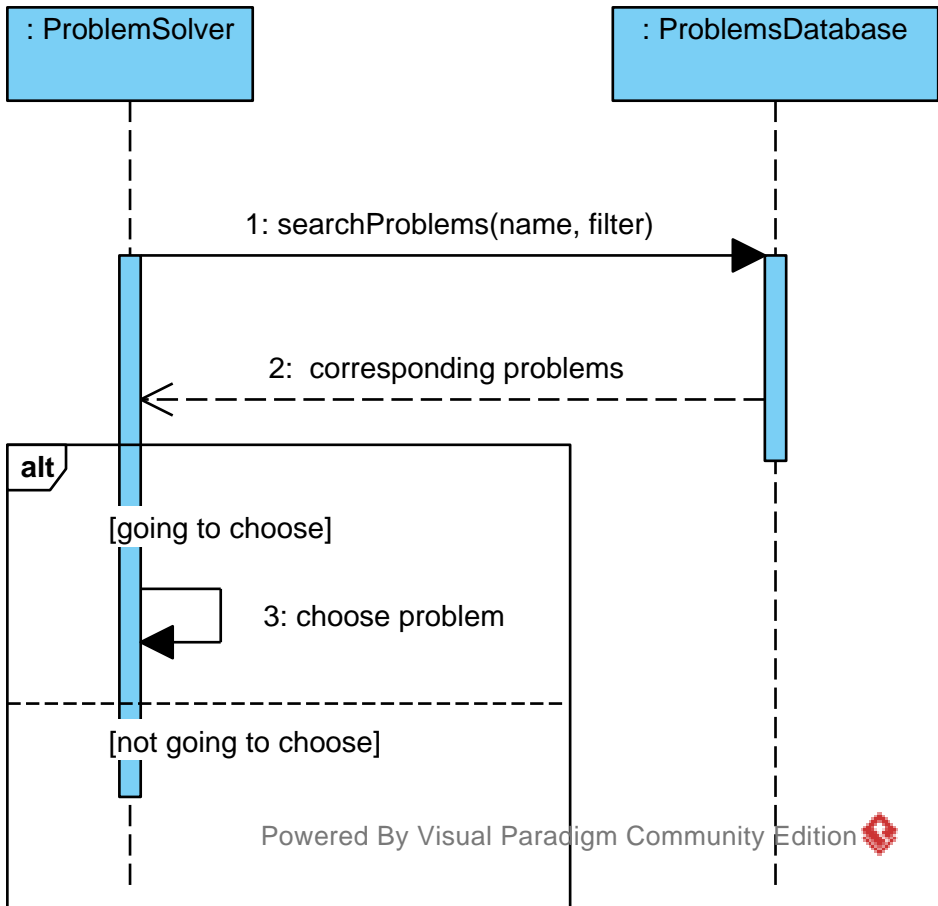 : ProblemSolver
: ProblemsDatabase
1: searchProblems(name, filter)
2:  corresponding problems
alt
[going to choose]
3: choose problem
[not going to choose]
Powered By Visual Paradigm Community Edition